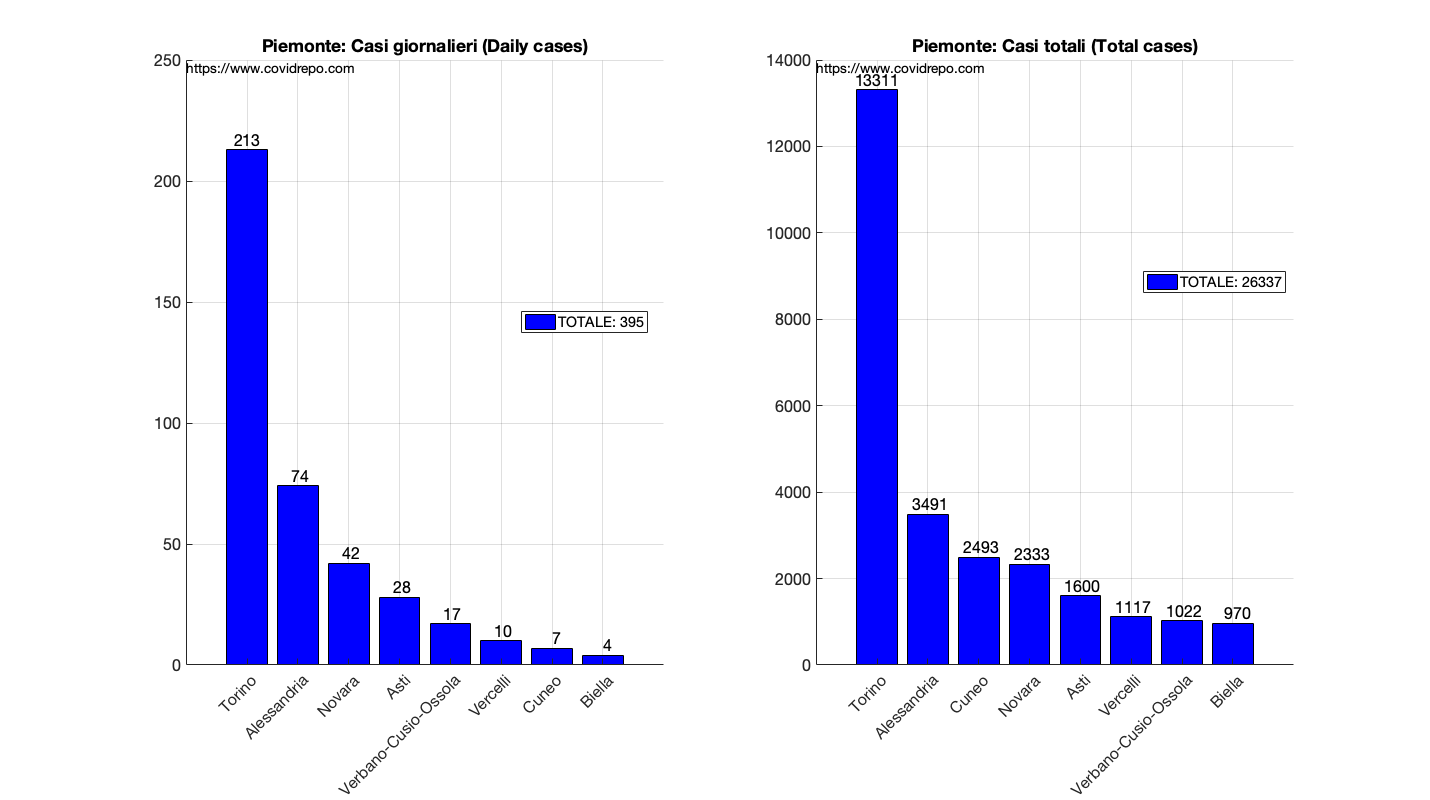 Piemonte: Casi giornalieri (Daily cases)
250
https://www.covidrepo.com
213
200
150
TOTALE: 395
100
74
50
42
28
17
10
7
4
0
Torino
Alessandria
Novara
Asti
Verbano-Cusio-Ossola
Vercelli
Cuneo
Biella
Piemonte: Casi totali (Total cases)
14000
https://www.covidrepo.com
13311
12000
10000
TOTALE: 26337
8000
6000
4000
3491
2493
2333
2000
1600
1117
1022
970
0
Torino
Alessandria
Cuneo
Novara
Asti
Vercelli
Verbano-Cusio-Ossola
Biella